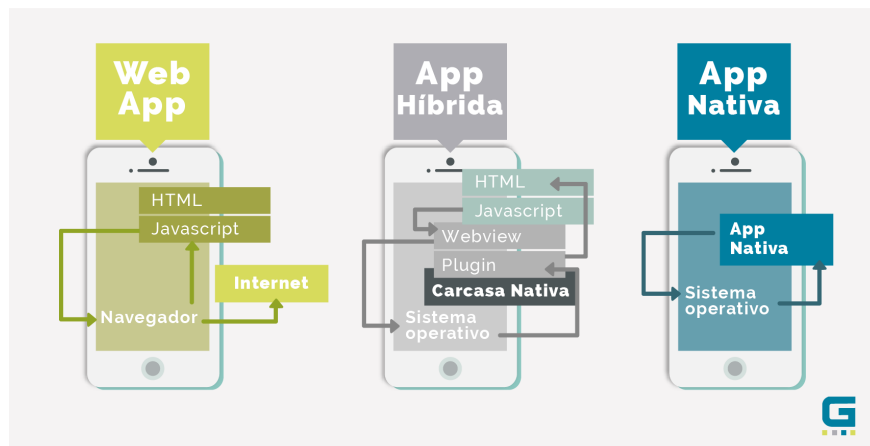 Web
App
HTML
Javascript
Internet
Navegador
App
Híbrida
HTML
Javascript
Webview
Plugin
Carcasa Nativa
Sistema
operativo
App
Nativa
App
Nativa
Sistema
operativo
G